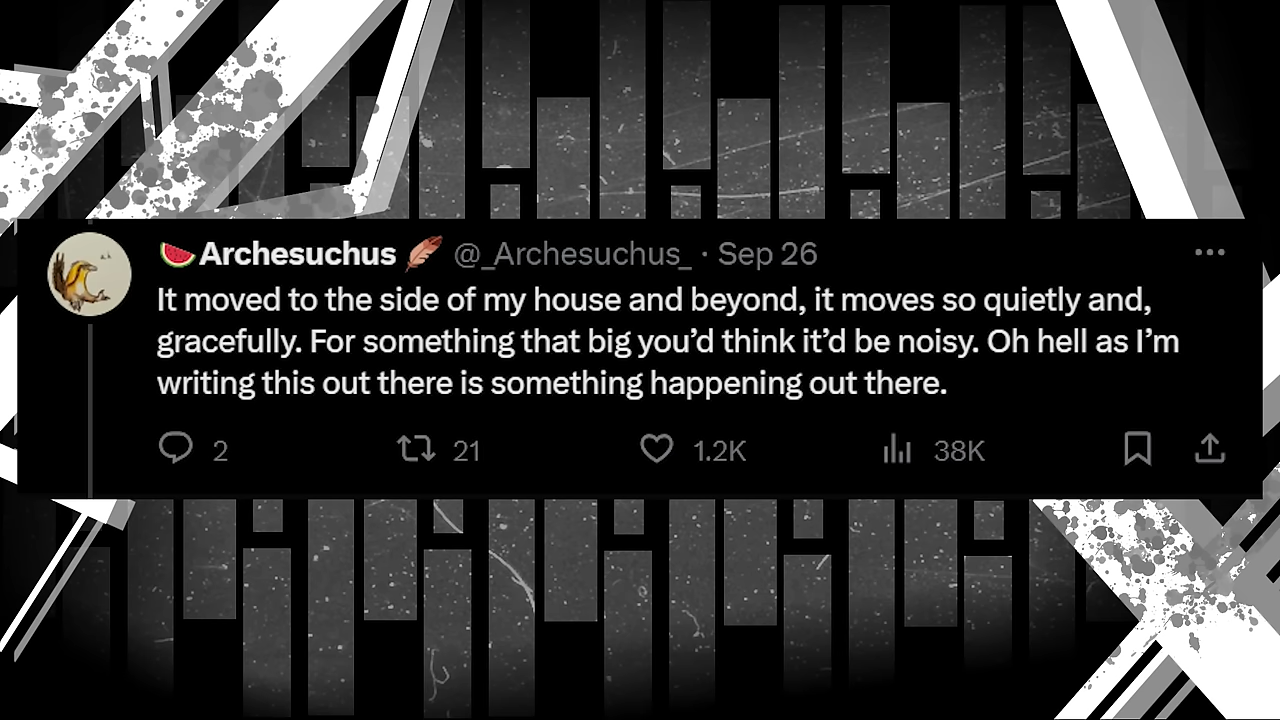 🍉Archesuchus 🪶 @_Archesuchus_ · Sep 26
It moved to the side of my house and beyond, it moves so quietly and,
gracefully. For something that big you’d think it’d be noisy. Oh hell as I’m
writing this out there is something happening out there.
2 21 1.2K 38K